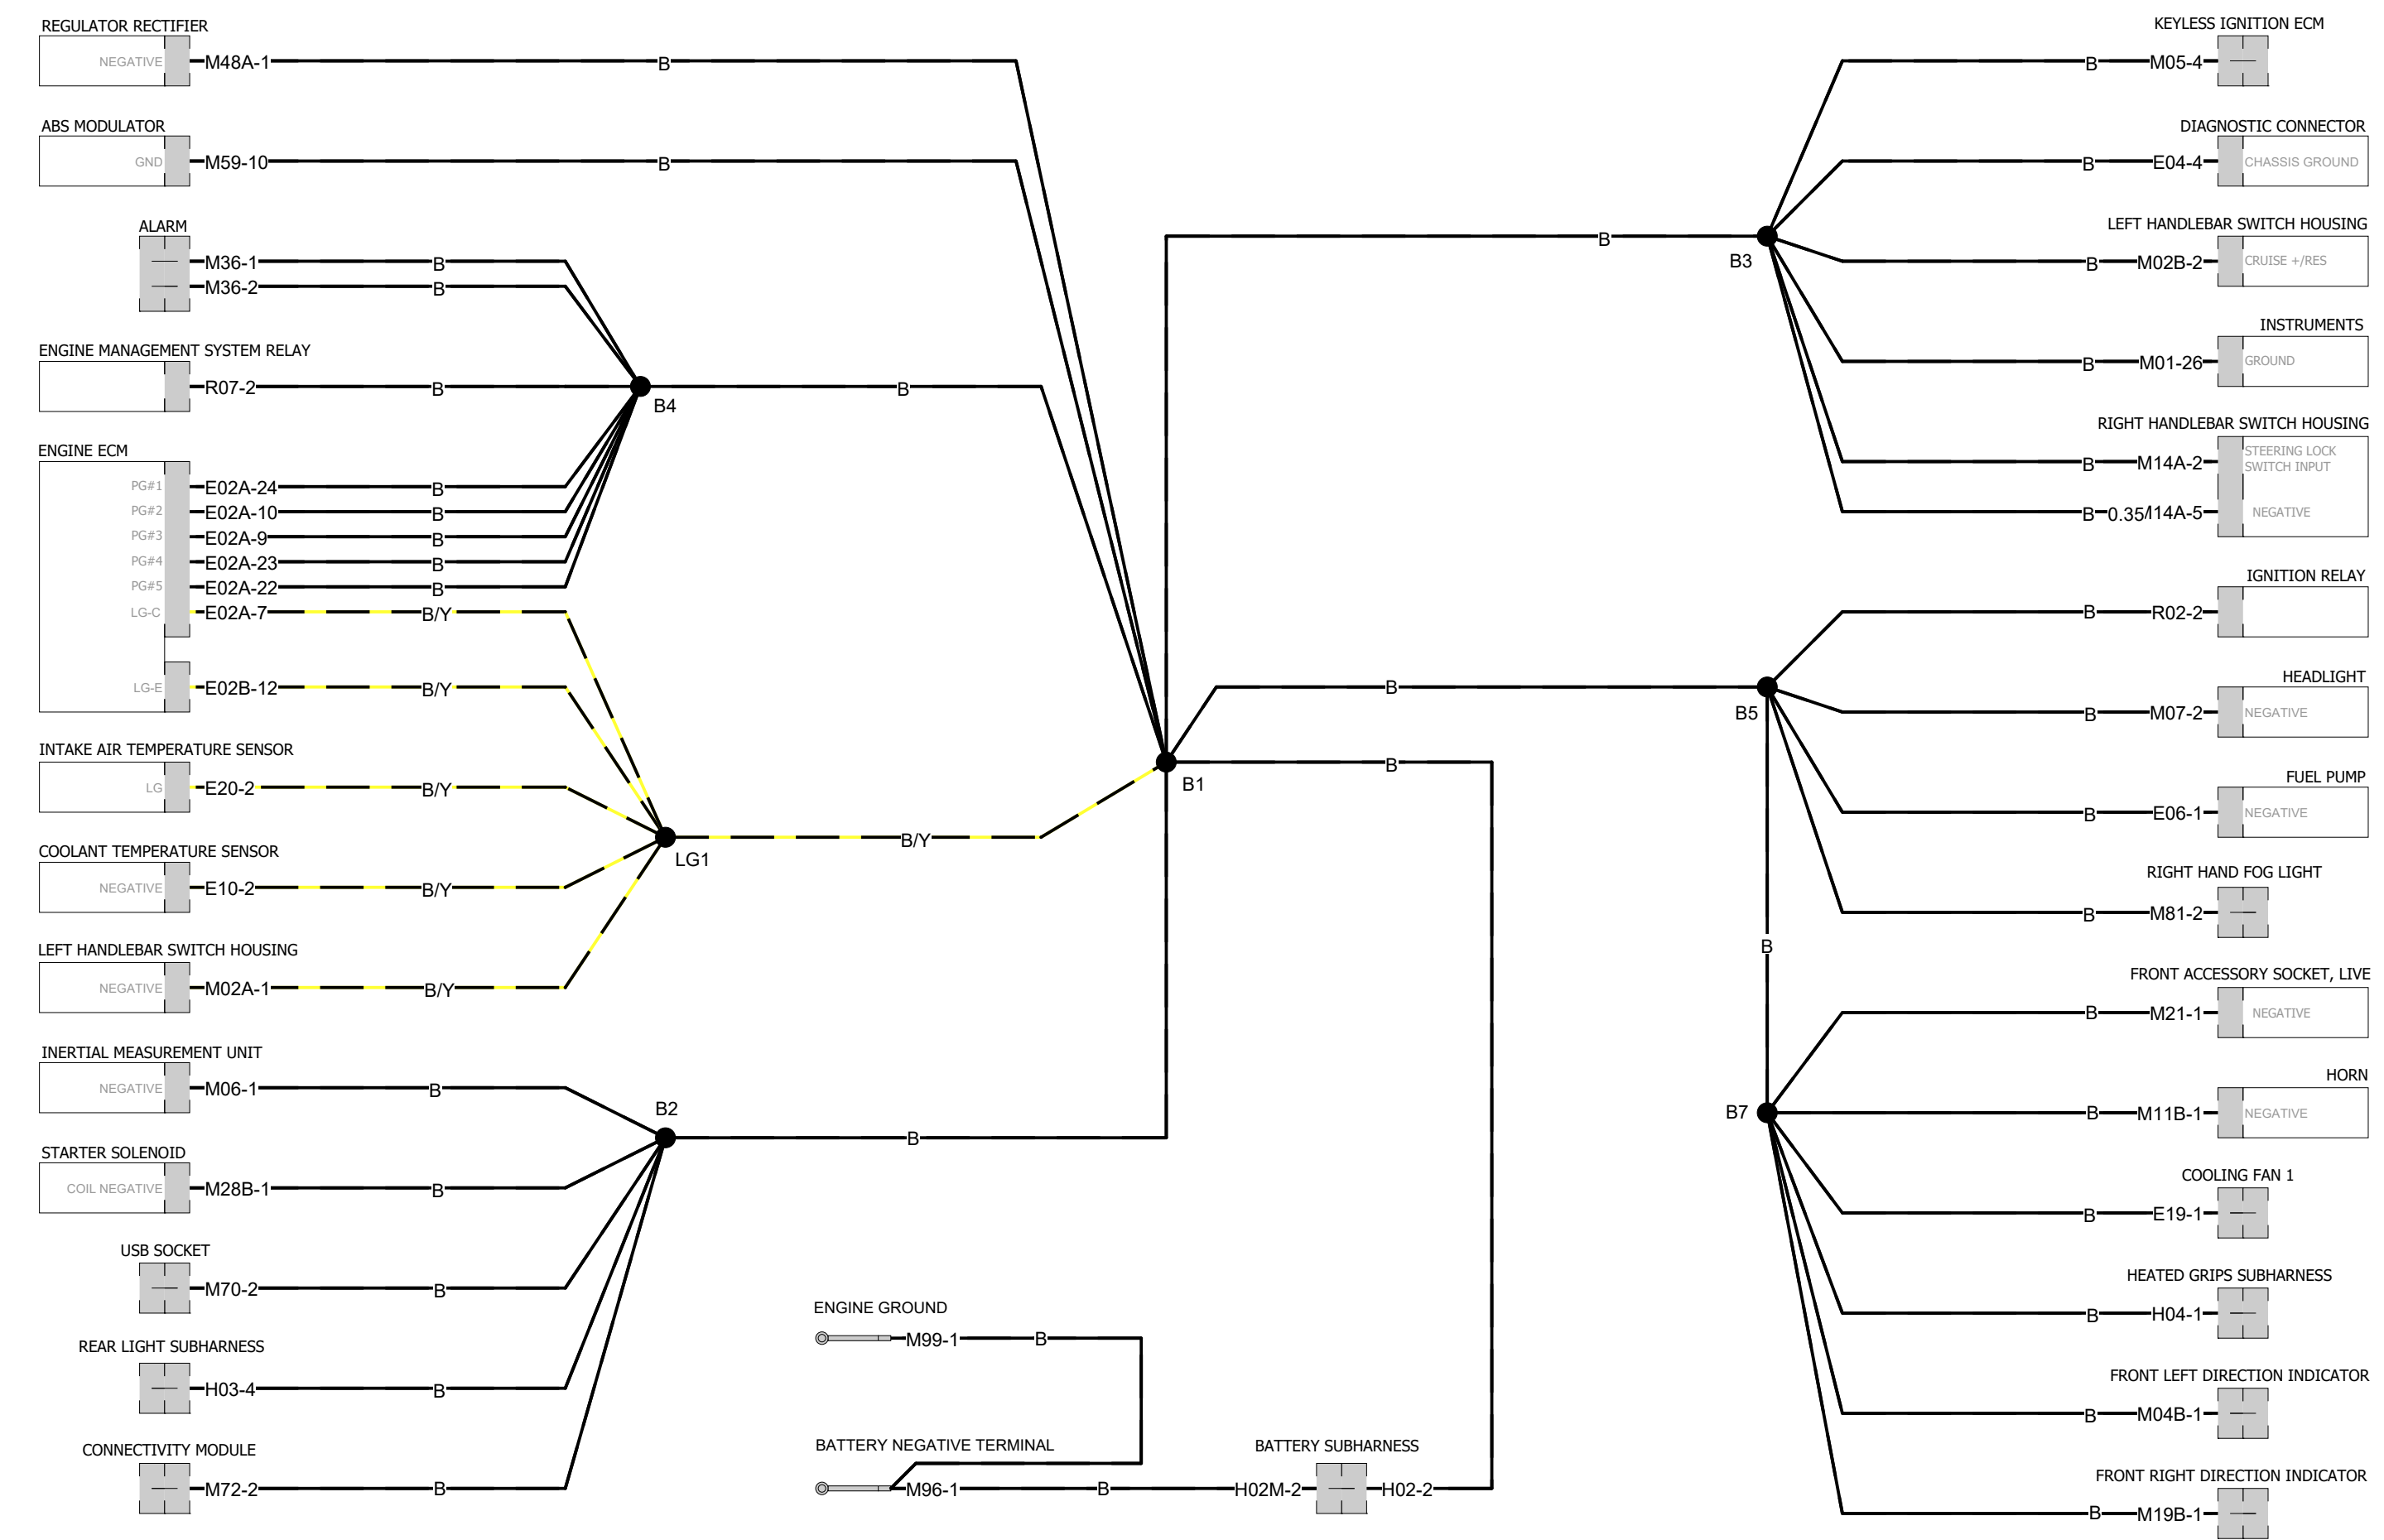 REGULATOR RECTIFIER
NEGATIVE M48A-1 B
ABS MODULATOR
GND M59-10 B
ALARM
M36-1 B
M36-2 B
ENGINE MANAGEMENT SYSTEM RELAY
R07-2 B B
B4
ENGINE ECM
PG#1 E02A-24 B
PG#2 E02A-10 B
PG#3 E02A-9 B
PG#4 E02A-23 B
PG#5 E02A-22 B
LG-C E02A-7 B/Y
LG-E E02B-12 B/Y
INTAKE AIR TEMPERATURE SENSOR
LG E20-2 B/Y
B/Y
LG1
COOLANT TEMPERATURE SENSOR
NEGATIVE E10-2 B/Y
LEFT HANDLEBAR SWITCH HOUSING
NEGATIVE M02A-1 B/Y
INERTIAL MEASUREMENT UNIT
NEGATIVE M06-1 B
B2
B
STARTER SOLENOID
COIL NEGATIVE M28B-1 B
USB SOCKET
M70-2 B
REAR LIGHT SUBHARNESS
H03-4 B
CONNECTIVITY MODULE
M72-2 B
ENGINE GROUND
M99-1 B
BATTERY NEGATIVE TERMINAL
M96-1 B
BATTERY SUBHARNESS
H02M-2 H02-2
B
B1
B
B
B3
B5
B
B7
KEYLESS IGNITION ECM
B M05-4
DIAGNOSTIC CONNECTOR
B E04-4 CHASSIS GROUND
LEFT HANDLEBAR SWITCH HOUSING
B M02B-2 CRUISE +/RES
INSTRUMENTS
B M01-26 GROUND
RIGHT HANDLEBAR SWITCH HOUSING
STEERING LOCK
B M14A-2 SWITCH INPUT
B 0.35 14A-5 NEGATIVE
IGNITION RELAY
B R02-2
HEADLIGHT
B M07-2 NEGATIVE
FUEL PUMP
B E06-1 NEGATIVE
RIGHT HAND FOG LIGHT
B M81-2
FRONT ACCESSORY SOCKET, LIVE
B M21-1 NEGATIVE
HORN
B M11B-1 NEGATIVE
COOLING FAN 1
B E19-1
HEATED GRIPS SUBHARNESS
B H04-1
FRONT LEFT DIRECTION INDICATOR
B M04B-1
FRONT RIGHT DIRECTION INDICATOR
B M19B-1